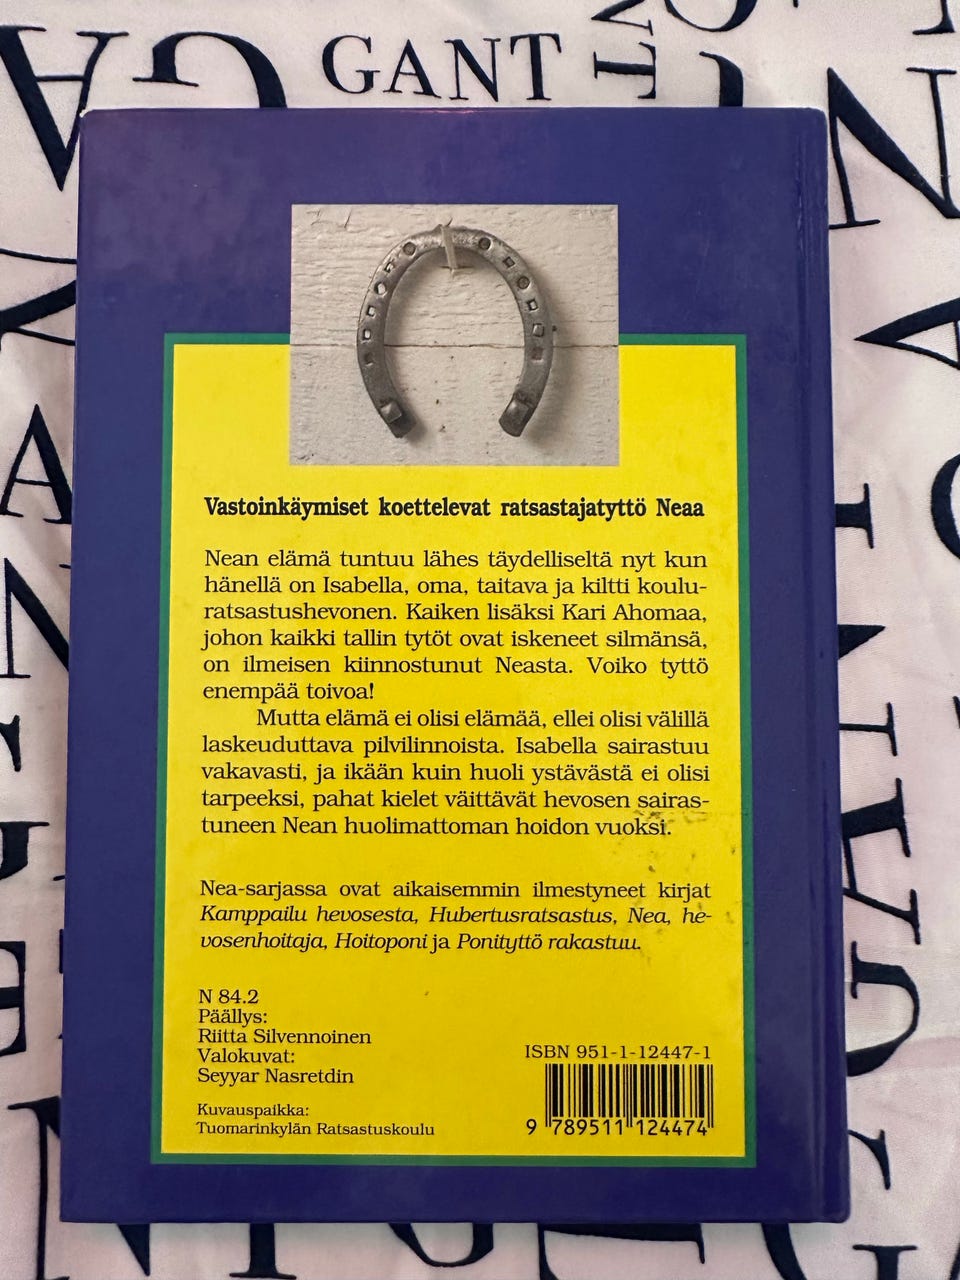 GANT
Vastoinkäymiset koettelevat ratsastajatyttö Neaa
Nean elämä tuntuu lähes täydelliseltä nyt kun
hänellä on Isabella, oma, taitava ja kiltti koulu-
ratsastushevonen. Kaiken lisäksi Kari Ahomaa,
johon kaikki tallin tytöt ovat iskeneet silmänsä,
on ilmeisen kiinnostunut Neasta. Voiko tyttö
enempää toivoa!
Mutta elämä ei olisi elämää, ellei olisi välillä
laskeuduttava pilvilinnoista. Isabella sairastuu
vakavasti, ja ikään kuin huoli ystävästä ei olisi
tarpeeksi, pahat kielet väittävät hevosen sairas-
tuneen Nean huolimattoman hoidon vuoksi.
Nea-sarjassa ovat aikaisemmin ilmestyneet kirjat
Kamppailu hevosesta, Hubertusratsastus, Nea, he-
vosenhoitaja, Hoitoponi ja Ponityttö rakastuu.
N 84.2
Päällys:
Riitta Silvennoinen
Valokuvat:
Seyyar Nasretdin
Kuvauspaikka:
Tuomarinkylän Ratsastuskoulu
ISBN 951-1-12447-1
9 789511 124474